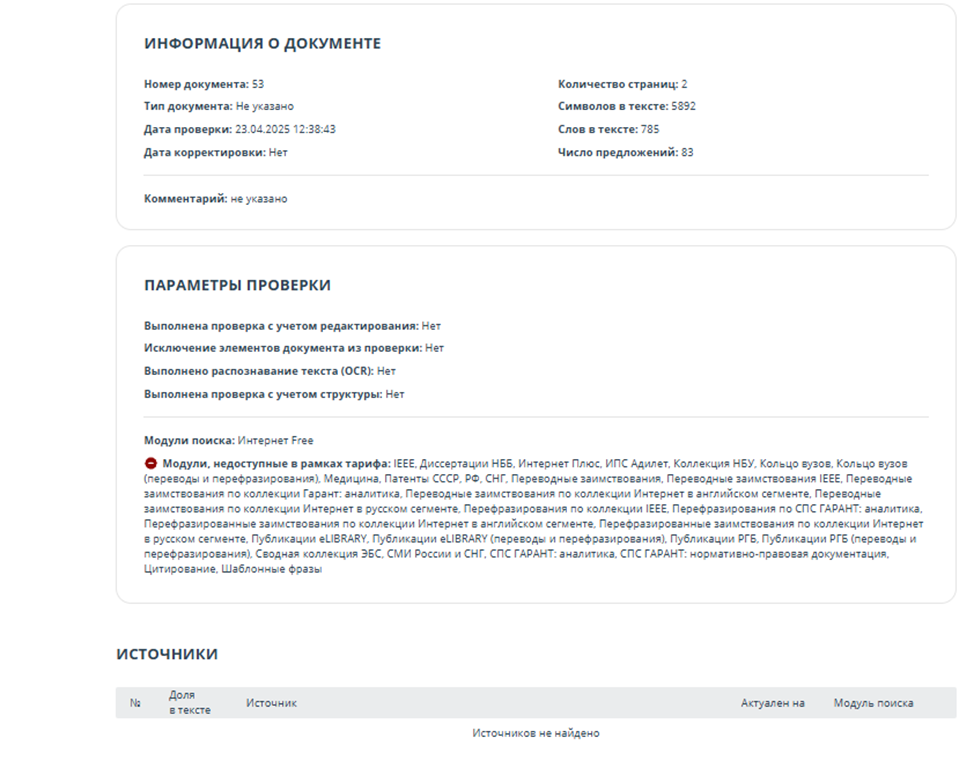 ИНФОРМАЦИЯ О ДОКУМЕНТЕ
Номер документа: 53
Тип документа: Не указано
Дата проверки: 23.04.2025 12:38:43
Дата корректировки: Нет
Количество страниц: 2
Символов в тексте: 5892
Слов в тексте: 785
Число предложений: 83
Комментарий: не указано
ПАРАМЕТРЫ ПРОВЕРКИ
Выполнена проверка с учетом редактирования: Нет
Исключение элементов документа из проверки: Нет
Выполнено распознавание текста (OCR): Нет
Выполнена проверка с учетом структуры: Нет
Модули поиска: Интернет Free
Модули, недоступные в рамках тарифа: IEEE, Диссертации НББ, Интернет Плюс, ИПС Адилет, Коллекция НБУ, Кольцо вузов, Кольцо вузов
(переводы и перефразирования), Медицина, Патенты СССР, РФ, СНГ, Переводные заимствования, Переводные заимствования IEEE, Переводные
заимствования по коллекции Гарант: аналитика, Переводные заимствования по коллекции Интернет в английском сегменте, Переводные
заимствования по коллекции Интернет в русском сегменте, Перефразирования по коллекции IEEE, Перефразирования по СПС ГАРАНТ: аналитика,
Перефразированные заимствования по коллекции Интернет в английском сегменте, Перефразированные заимствования по коллекции Интернет
в русском сегменте, Публикации eLIBRARY, Публикации eLIBRARY (переводы и перефразирования), Публикации РГБ, Публикации РГБ (переводы и
перефразирования), Сводная коллекция ЭБС, СМИ России и СНГ, СПС ГАРАНТ: аналитика, СПС ГАРАНТ: нормативно-правовая документация,
Цитирование, Шаблонные фразы
ИСТОЧНИКИ
№
Доля
в тексте
Источник
Актуален на
Модуль поиска
Источников не найдено